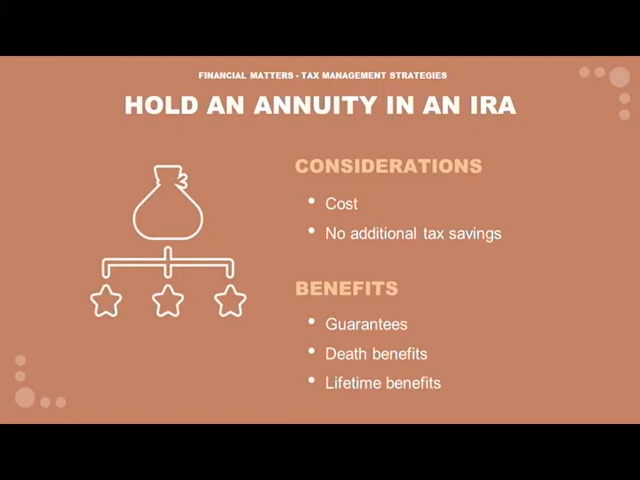 FINANCIAL MATTERS - TAX MANAGEMENT STRATEGIES
HOLD AN ANNUITY IN AN IRA
CONSIDERATIONS
• Cost
• No additional tax savings
BENEFITS
• Guarantees
• Death benefits
• Lifetime benefits